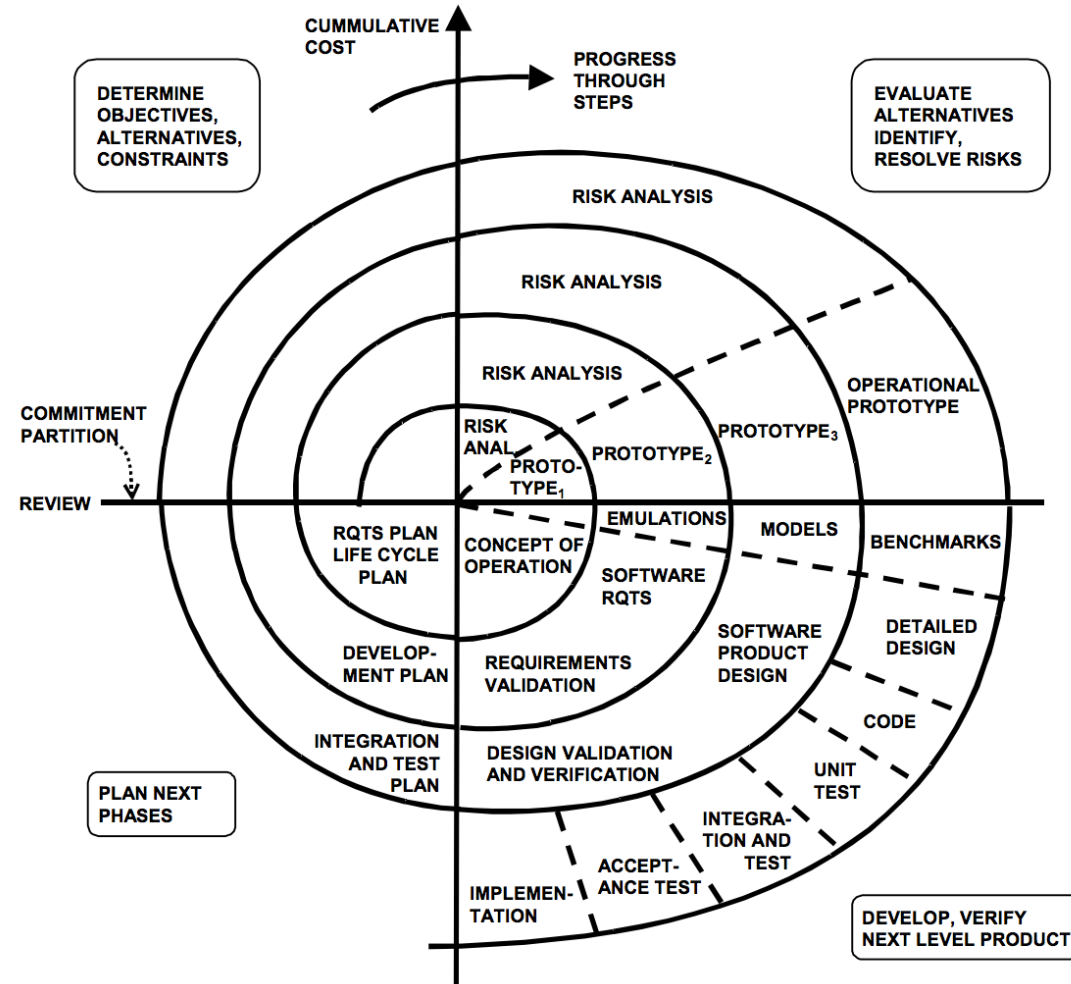 CUMMULATIVE
COST
PROGRESS
THROUGH
STEPS
DETERMINE
OBJECTIVES,
ALTERNATIVES,
CONSTRAINTS
EVALUATE
ALTERNATIVES
IDENTIFY,
RESOLVE RISKS
RISK ANALYSIS
RISK ANALYSIS
RISK ANALYSIS
RISK
ANAL.
PROTO-
TYPE1
PROTOTYPE2
PROTOTYPE3
OPERATIONAL
PROTOTYPE
COMMITMENT
PARTITION
REVIEW
RQTS PLAN
LIFE CYCLE
PLAN
CONCEPT OF
OPERATION
EMULATIONS
MODELS
BENCHMARKS
SOFTWARE
RQTS
SOFTWARE
PRODUCT
DESIGN
DETAILED
DESIGN
DEVELOP-
MENT PLAN
REQUIREMENTS
VALIDATION
CODE
INTEGRATION
AND TEST
PLAN
DESIGN VALIDATION
AND VERIFICATION
UNIT
TEST
PLAN NEXT
PHASES
INTEGRA-
TION AND
TEST
ACCEPT-
ANCE TEST
IMPLEMEN-
TATION
DEVELOP, VERIFY
NEXT LEVEL PRODUCT